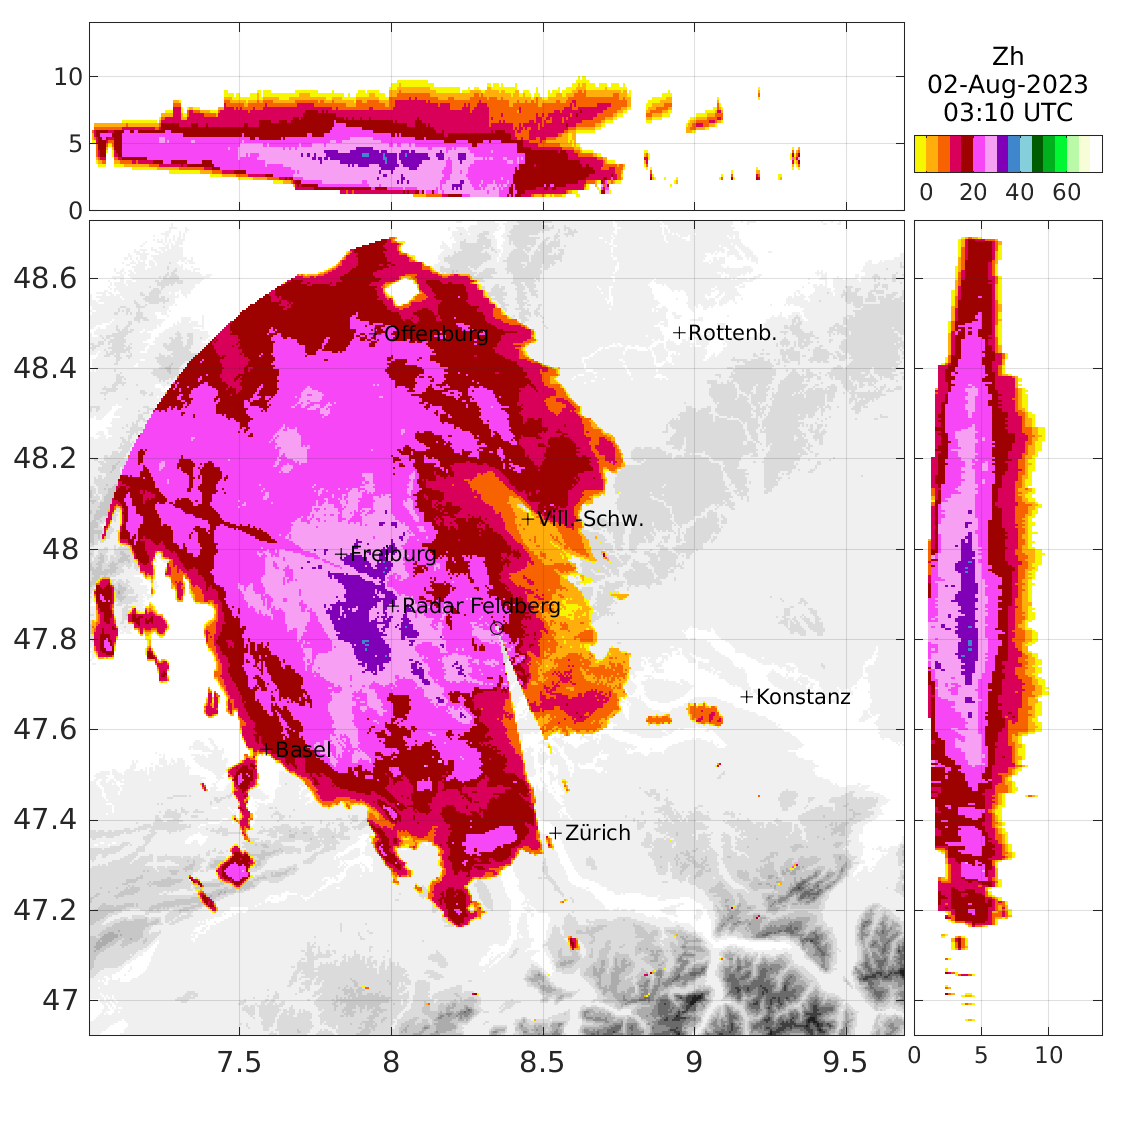 10
5
0
Zh
02-Aug-2023
03:10 UTC
0 20 40 60
48.6
48.4
48.2
48
47.8
47.6
47.4
47.2
47
+Offenburg
+Rottenb.
+Vill.-Schw.
+Freiburg
+Radar Feldberg
+Konstanz
+Basel
+Zürich
7.5 8 8.5 9 9.5
0 5 10